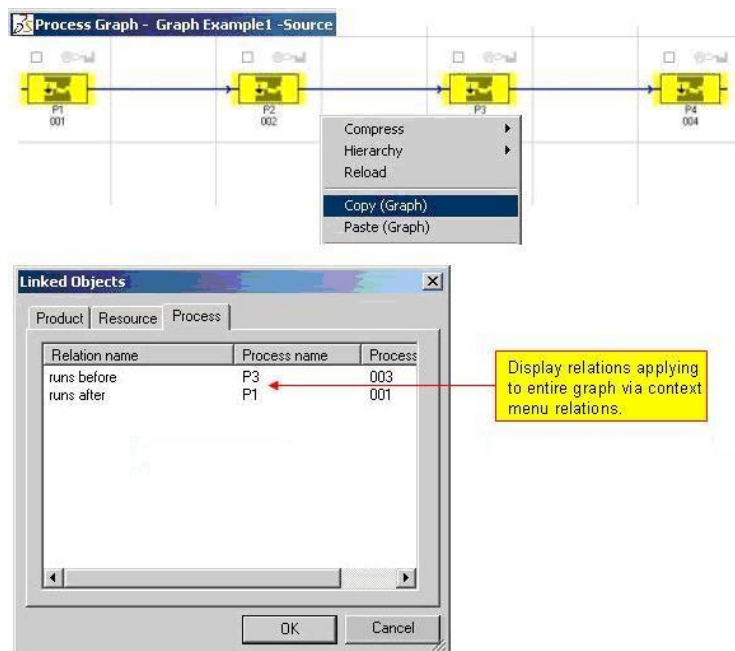 Process Graph - Graph Example1 -Source
P1
001
P2
002
P3
P4
004
Compress
Hierarchy
Reload
Copy (Graph)
Paste (Graph)
Linked Objects
Product
Resource
Process
Relation name
Process name
Process
runs before
P3
003
runs after
P1
001
Display relations applying
to entire graph via context
menu relations.
OK
Cancel